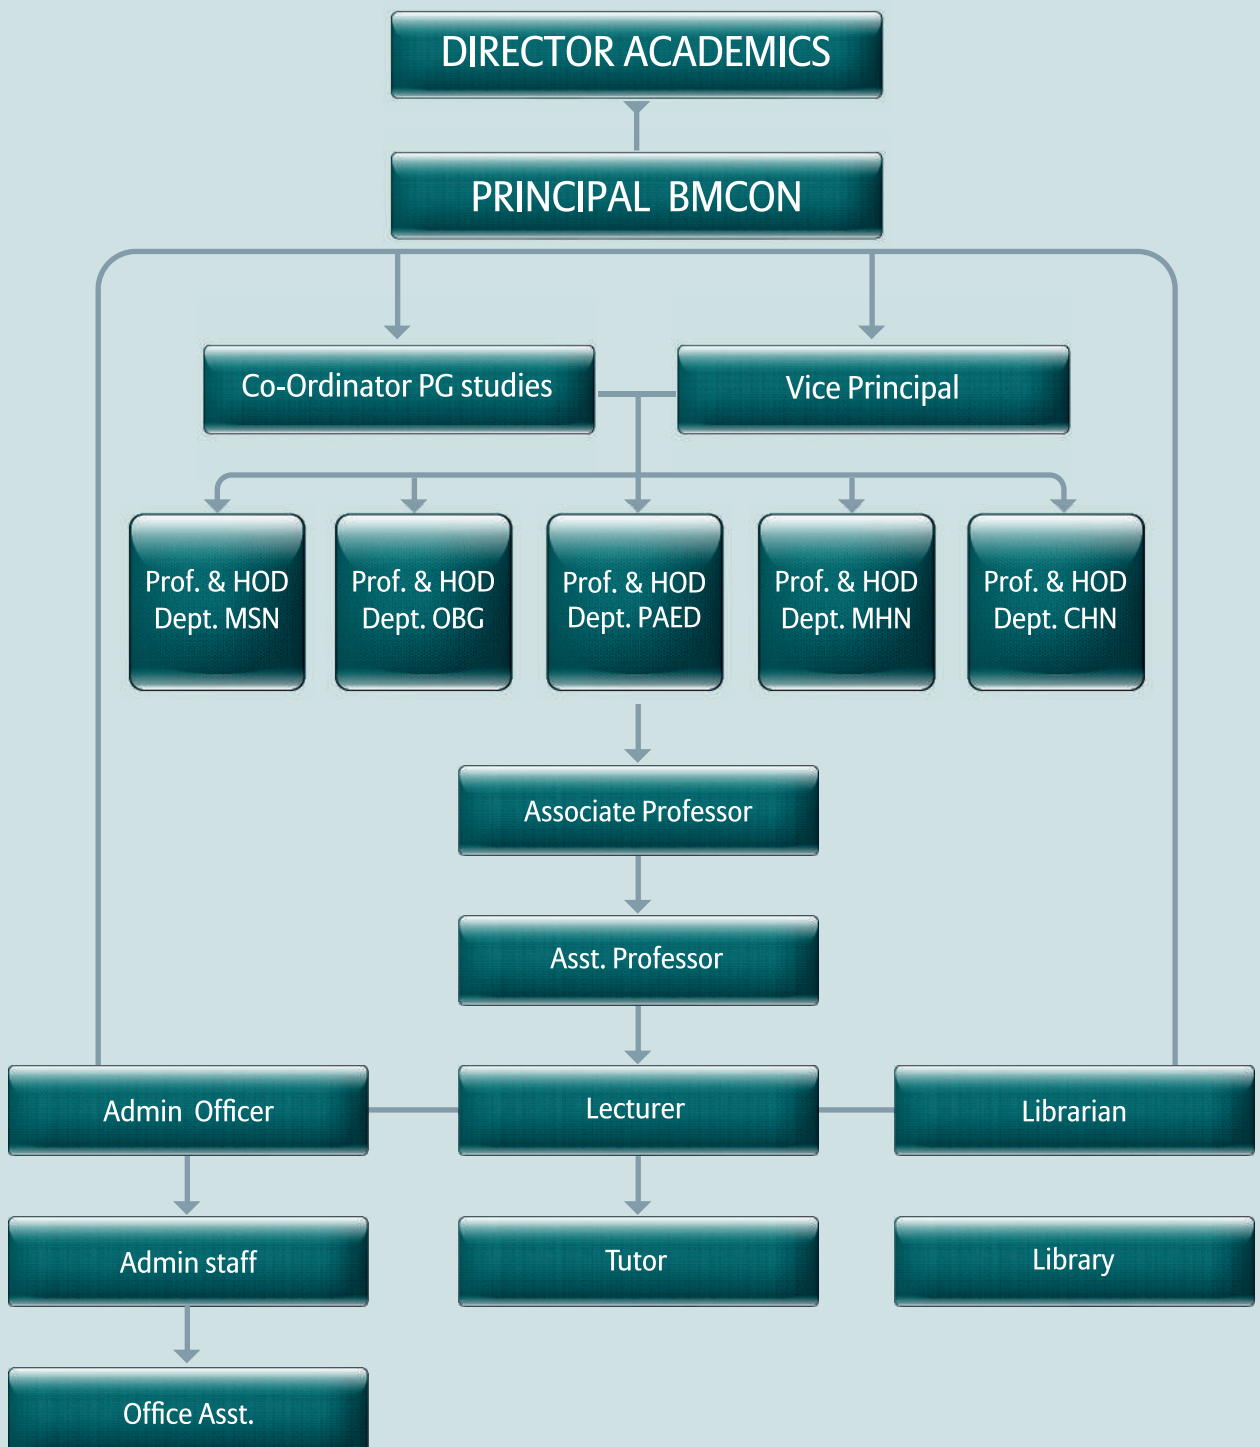 DIRECTOR ACADEMICS
PRINCIPAL BMCON
Co-Ordinator PG studies
Vice Principal
Prof. & HOD
Dept. MSN
Prof. & HOD
Dept. OBG
Prof. & HOD
Dept. PAED
Prof. & HOD
Dept. MHN
Prof. & HOD
Dept. CHN
Associate Professor
Asst. Professor
Admin Officer
Lecturer
Librarian
Admin staff
Tutor
Library
Office Asst.